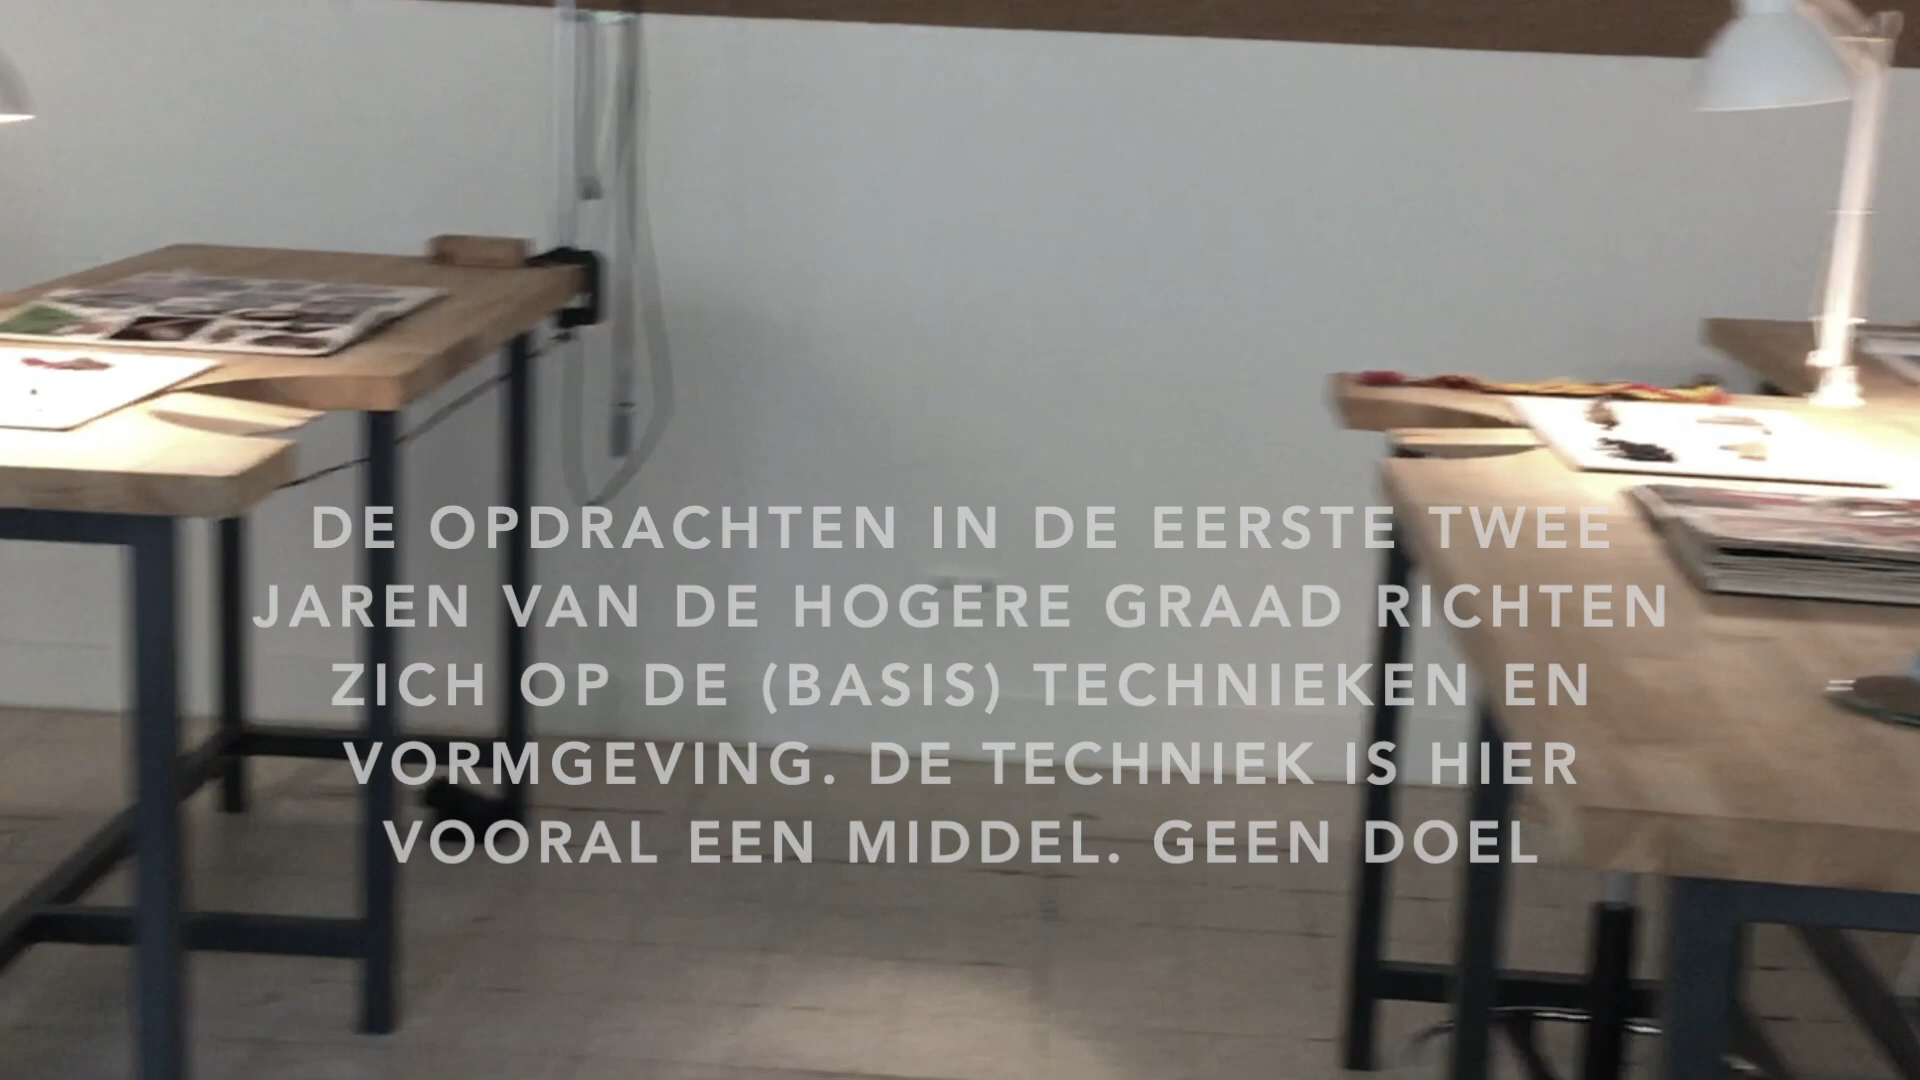 DE OPDRACHTEN IN DE EERSTE TWEE
JAREN VAN DE HOGERE GRAAD RICHTEN
ZICH OP DE (BASIS) TECHNIEKEN EN
VORMGEVING. DE TECHNIEK IS HIER
VOORAL EEN MIDDEL. GEEN DOEL